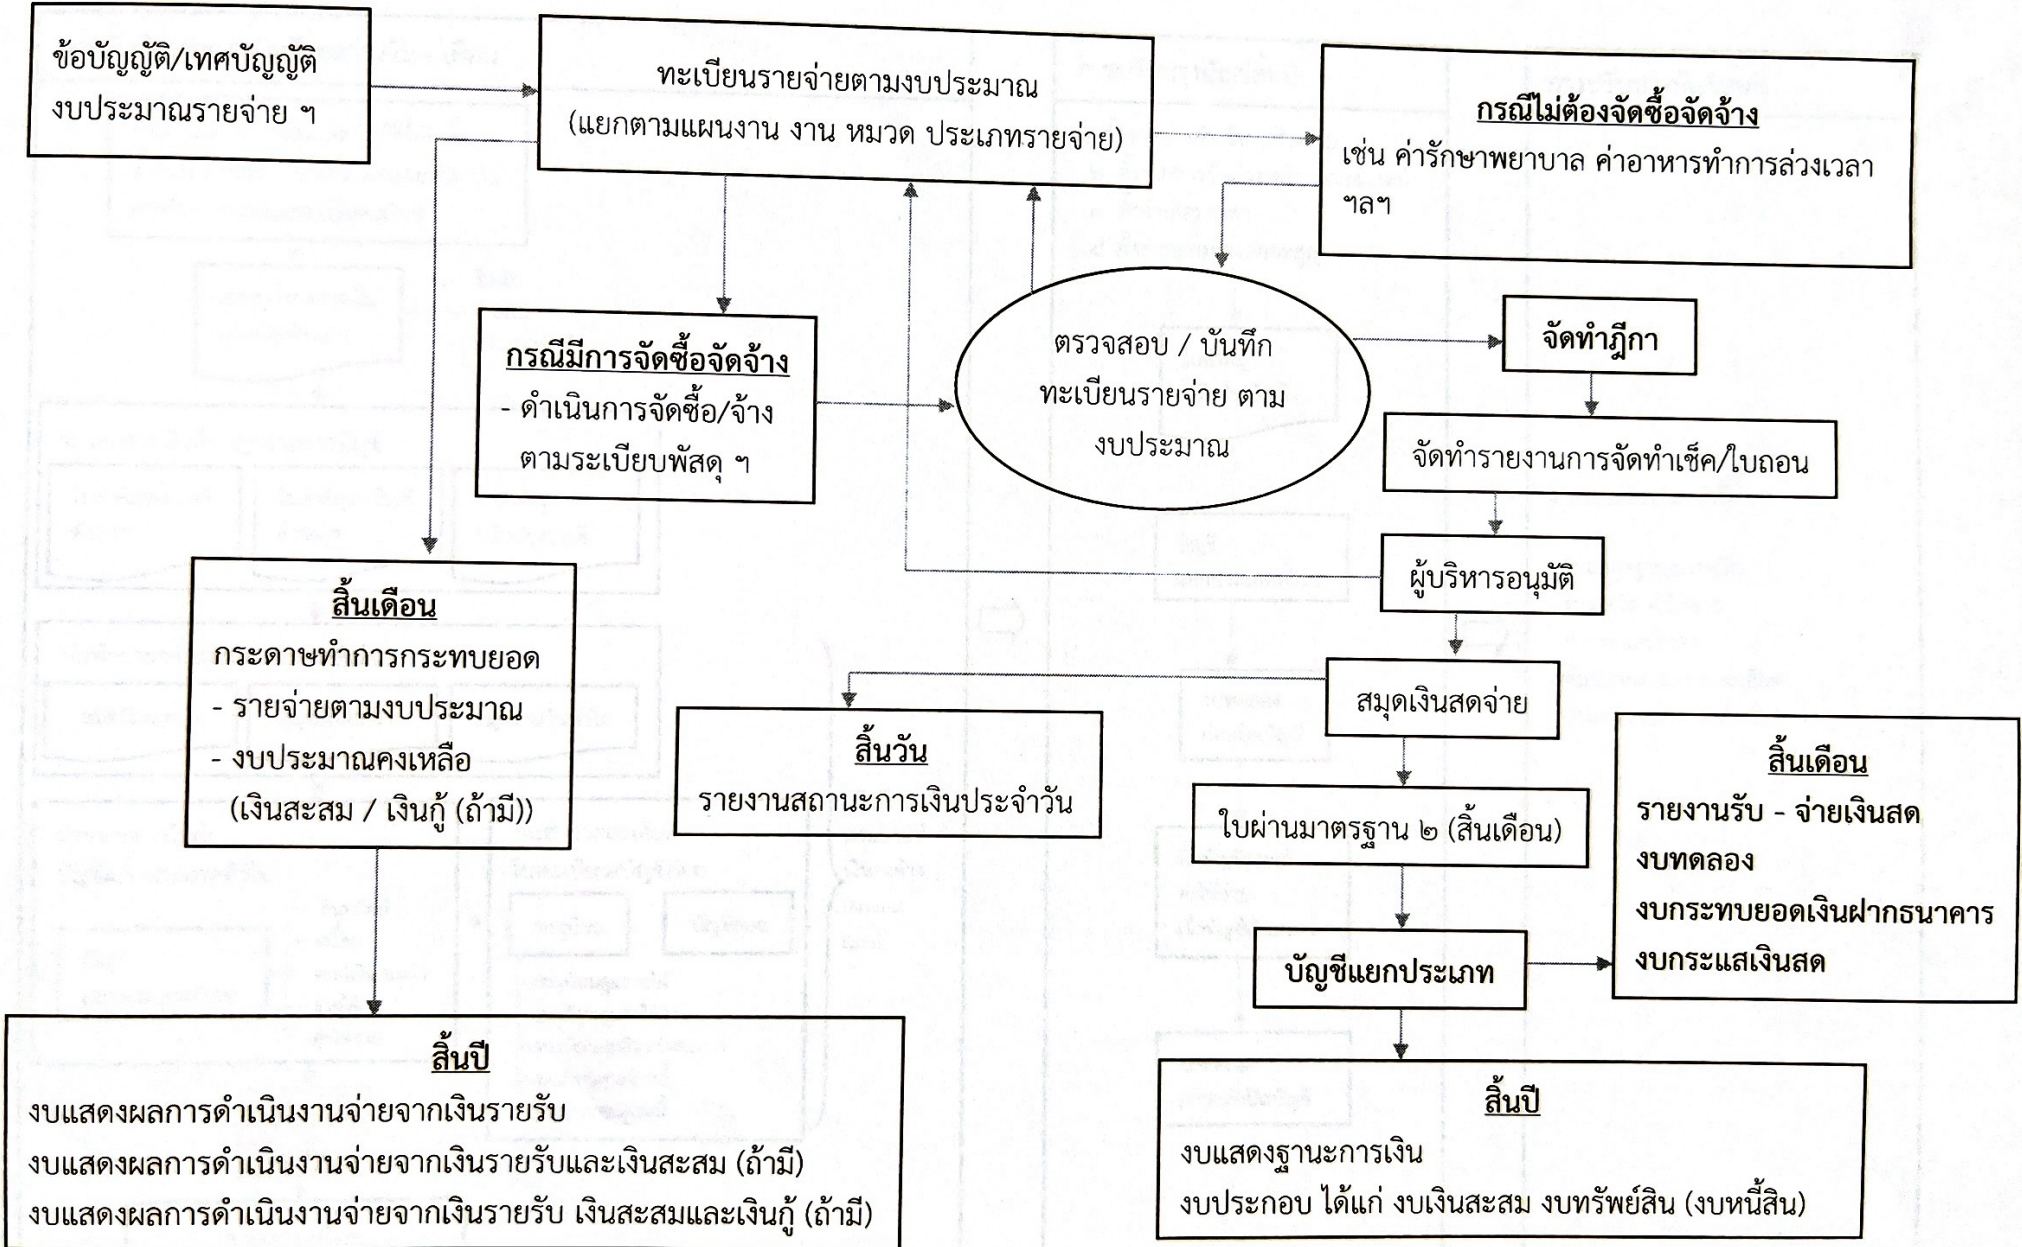 ข้อบัญญัติ/เทศบัญญัติ
งบประมาณรายจ่าย ฯ
ทะเบียนรายจ่ายตามงบประมาณ
(แยกตามแผนงาน งาน หมวด ประเภทรายจ่าย)
กรณีไม่ต้องจัดซื้อจัดจ้าง
เช่น ค่ารักษาพยาบาล ค่าอาหารทำการล่วงเวลา
ฯลฯ
กรณีมีการจัดซื้อจัดจ้าง
- ดำเนินการจัดซื้อ/จ้าง
ตามระเบียบพัสดุ ฯ
ตรวจสอบ / บันทึก
ทะเบียนรายจ่าย ตาม
งบประมาณ
จัดทำฎีกา
จัดทำรายงานการจัดทำเช็ค/ใบถอน
ผู้บริหารอนุมัติ
สิ้นเดือน
กระดาษทำการกระทบยอด
- รายจ่ายตามงบประมาณ
- งบประมาณคงเหลือ
(เงินสะสม / เงินกู้ (ถ้ามี))
สมุดเงินสดจ่าย
สิ้นวัน
รายงานสถานะการเงินประจำวัน
ใบผ่านมาตรฐาน ๒ (สิ้นเดือน)
สิ้นเดือน
รายงานรับ - จ่ายเงินสด
งบทดลอง
งบกระทบยอดเงินฝากธนาคาร
งบกระแสเงินสด
บัญชีแยกประเภท
สิ้นปี
งบแสดงผลการดำเนินงานจ่ายจากเงินรายรับ
งบแสดงผลการดำเนินงานจ่ายจากเงินรายรับและเงินสะสม (ถ้ามี)
งบแสดงผลการดำเนินงานจ่ายจากเงินรายรับ เงินสะสมและเงินกู้ (ถ้ามี)
สิ้นปี
งบแสดงฐานะการเงิน
งบประกอบ ได้แก่ งบเงินสะสม งบทรัพย์สิน (งบหนี้สิน)